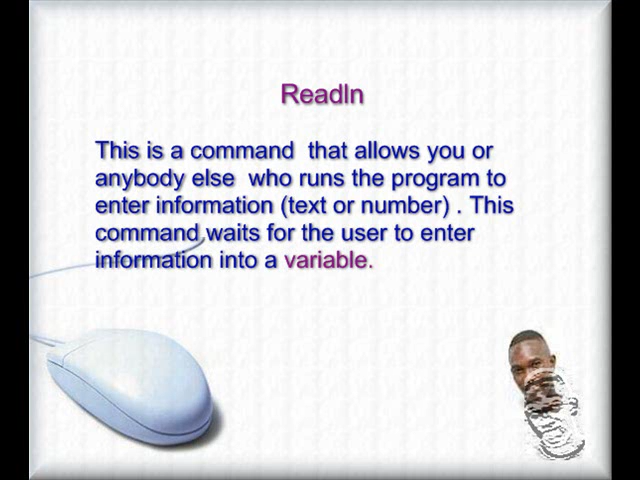 Readln
This is a command that allows you or
anybody else who runs the program to
enter information (text or number) . This
command waits for the user to enter
information into a variable.